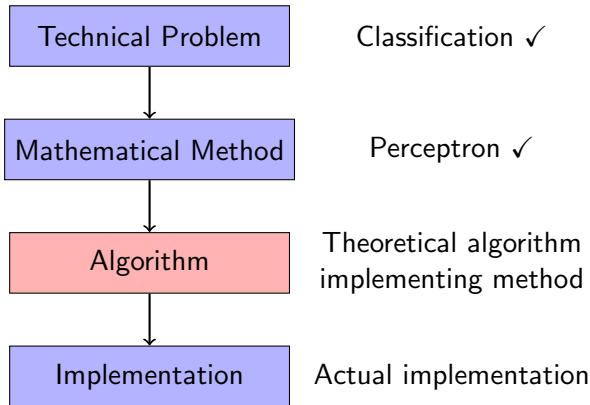 Technical Problem
Classification ✓
Mathematical Method
Perceptron ✓
Algorithm
Theoretical algorithm
implementing method
Implementation
Actual implementation